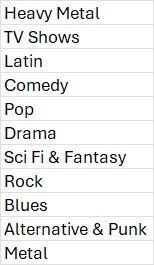 Heavy Metal
TV Shows
Latin
Comedy
Pop
Drama
Sci Fi & Fantasy
Rock
Blues
Alternative & Punk
Metal